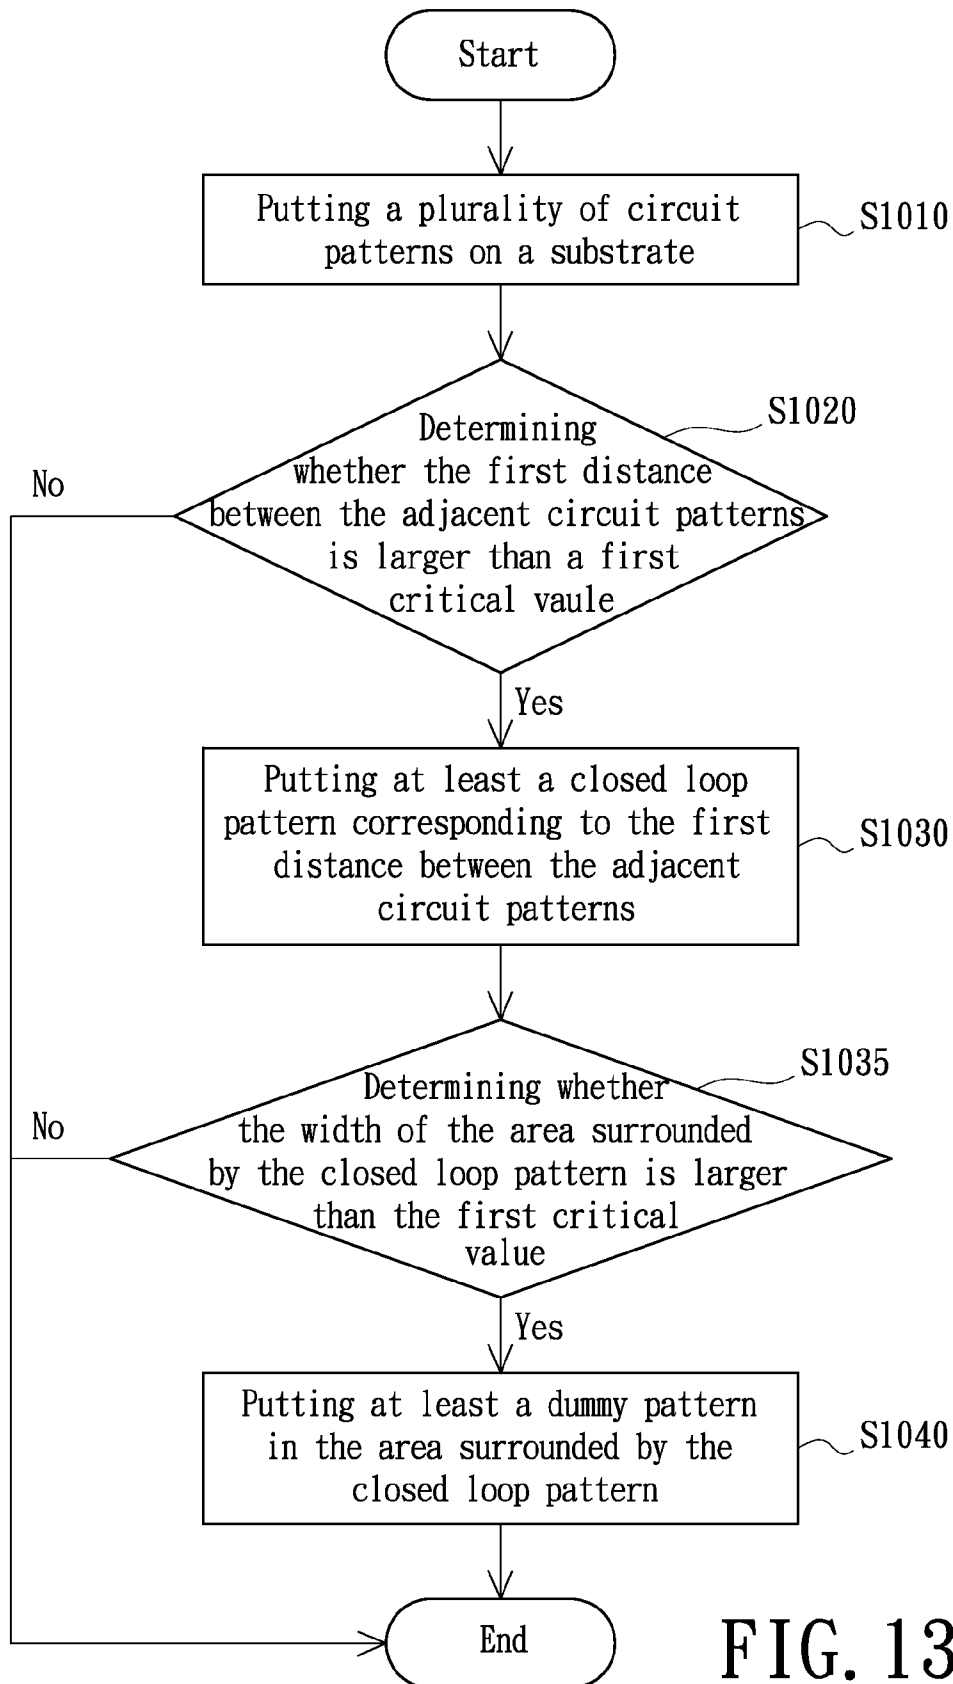 Start
Putting a plurality of circuit
patterns on a substrate
S1010
S1020
Determining
whether the first distance
between the adjacent circuit patterns
is larger than a first
critical vaule
No
Yes
Putting at least a closed loop
pattern corresponding to the first
distance between the adjacent
circuit patterns
S1030
S1035
Determining whether
the width of the area surrounded
by the closed loop pattern is larger
than the first critical
value
No
Yes
Putting at least a dummy pattern
in the area surrounded by the
closed loop pattern
S1040
End
FIG. 13